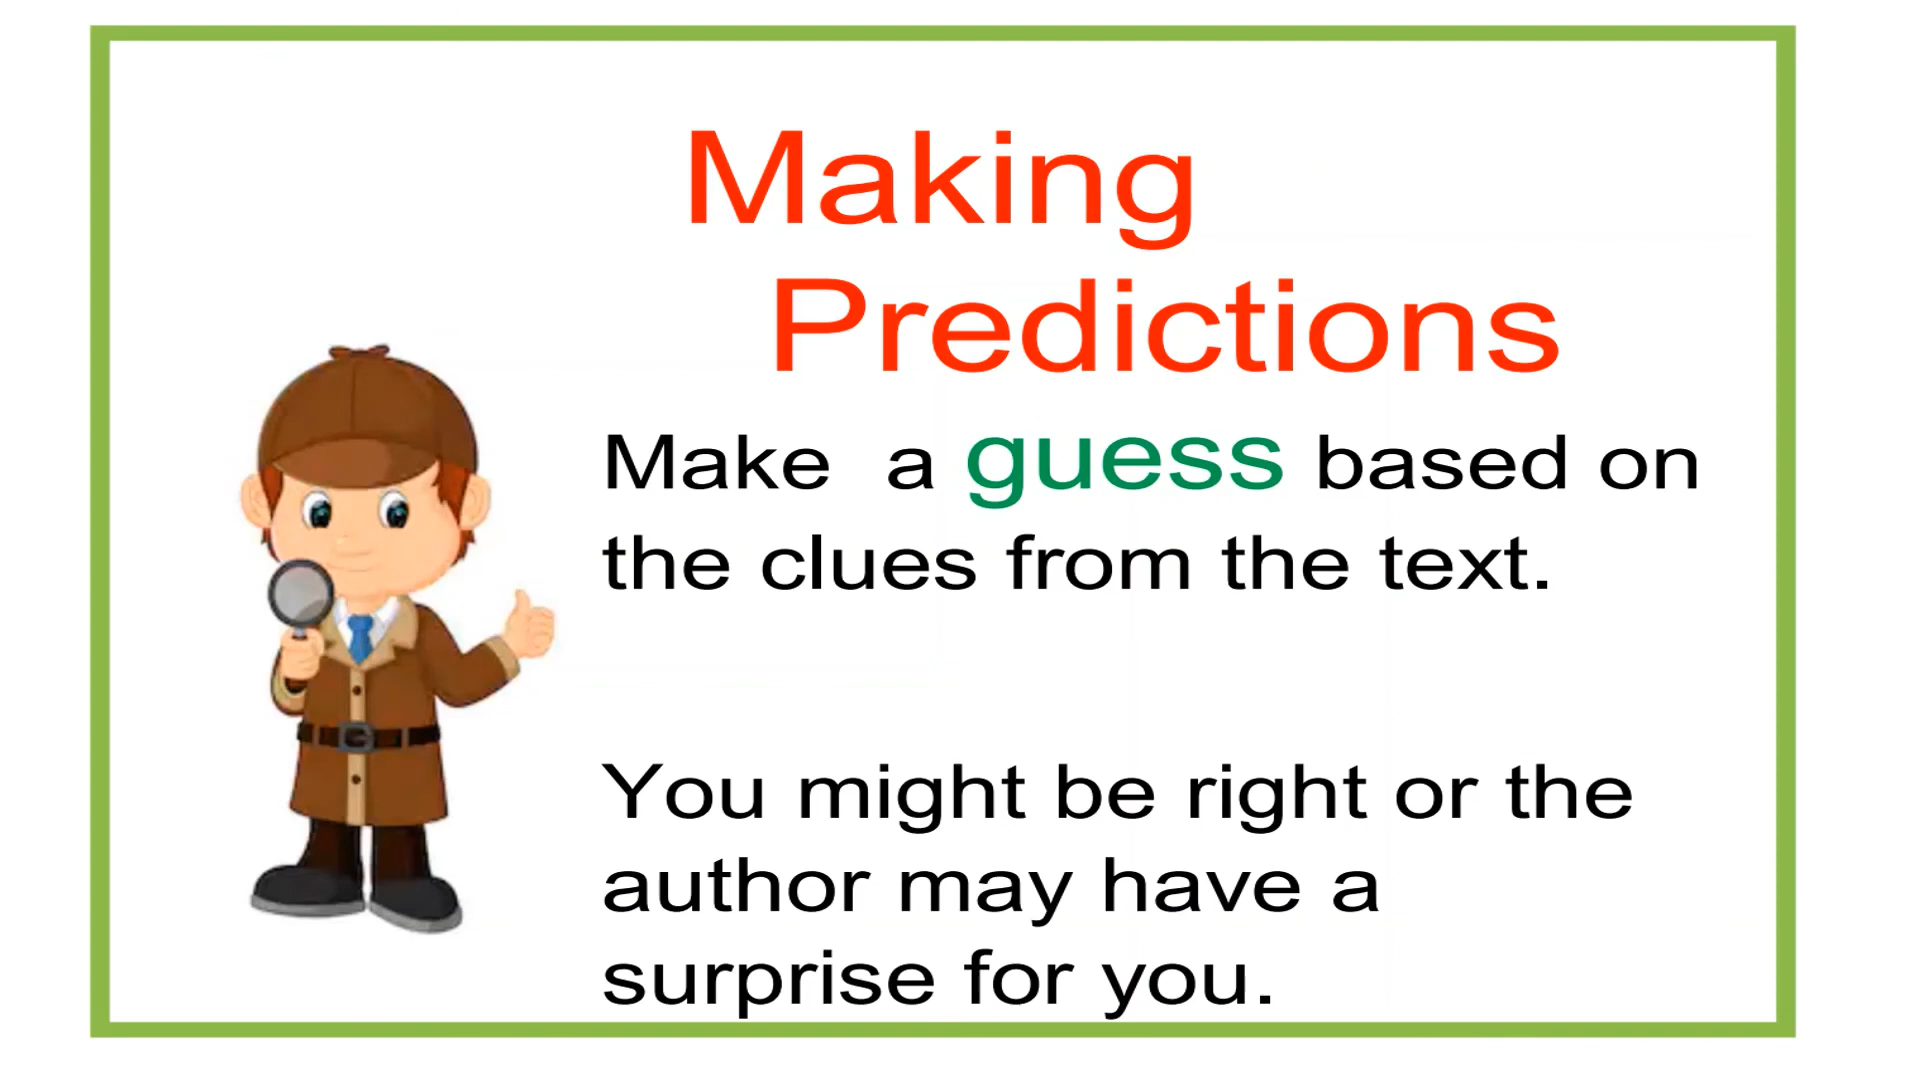 Making
Predictions
Make a guess based on
the clues from the text.
You might be right or the
author may have a
surprise for you.